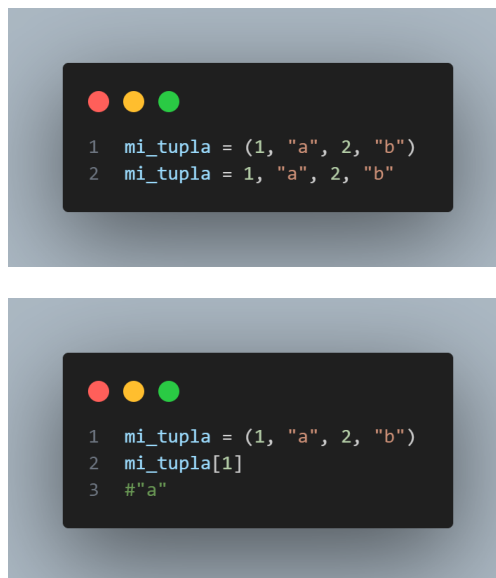 1 mi_tupla = (1, "a", 2, "b")
2 mi_tupla = 1, "a", 2, "b"
1 mi_tupla = (1, "a", 2, "b")
2 mi_tupla[1]
3 #"a"